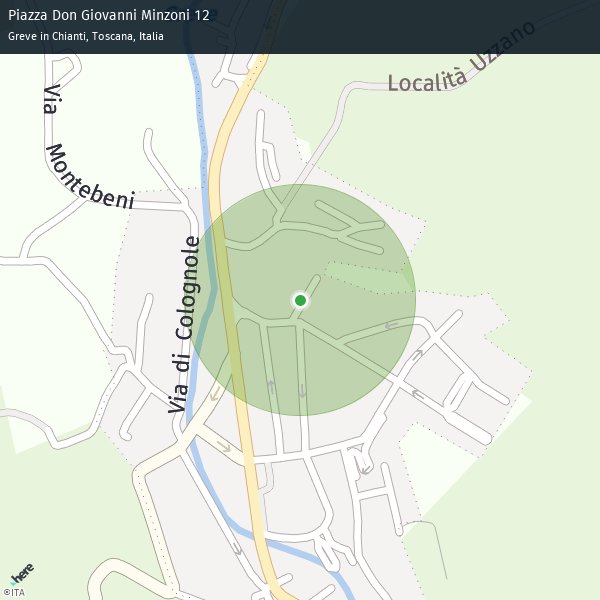 Piazza Don Giovanni Minzoni 12
Greve in Chianti, Toscana, Italia
Località Uzzano
Via Montebeni
Via di Colognole
here
©ITA